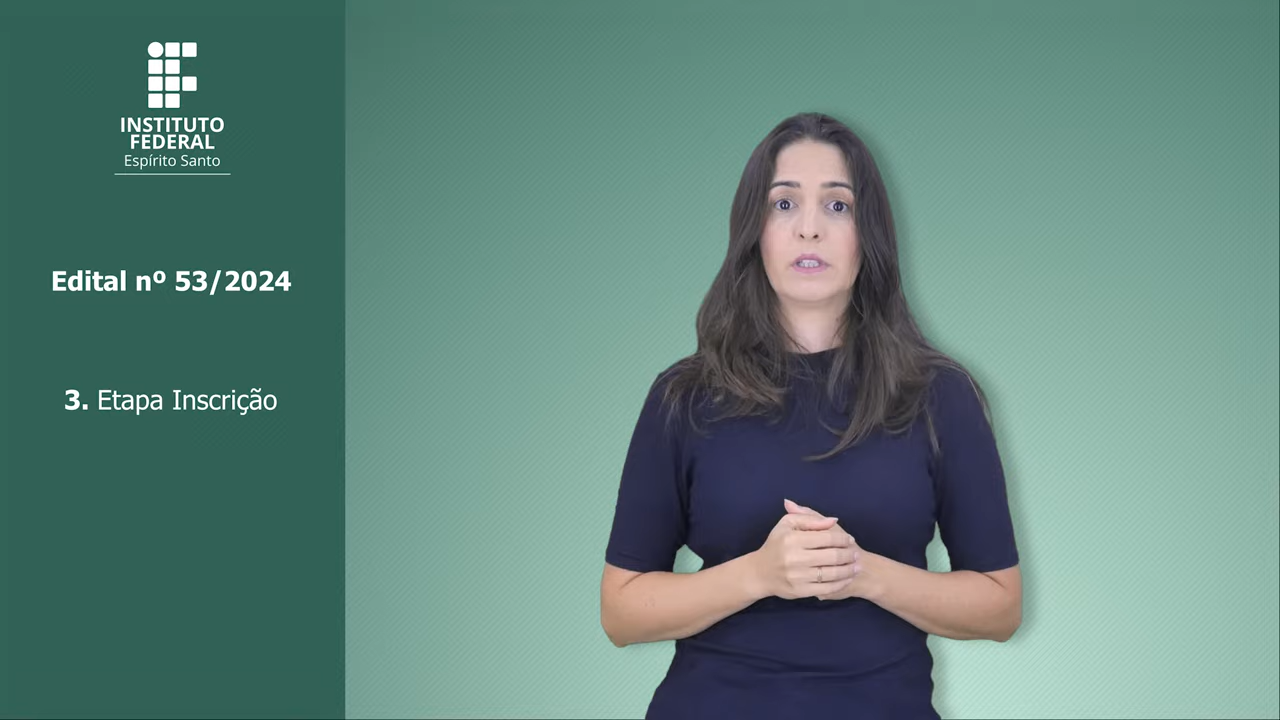 INSTITUTO
FEDERAL
Espírito Santo
Edital nº 53/2024
3. Etapa Inscrição